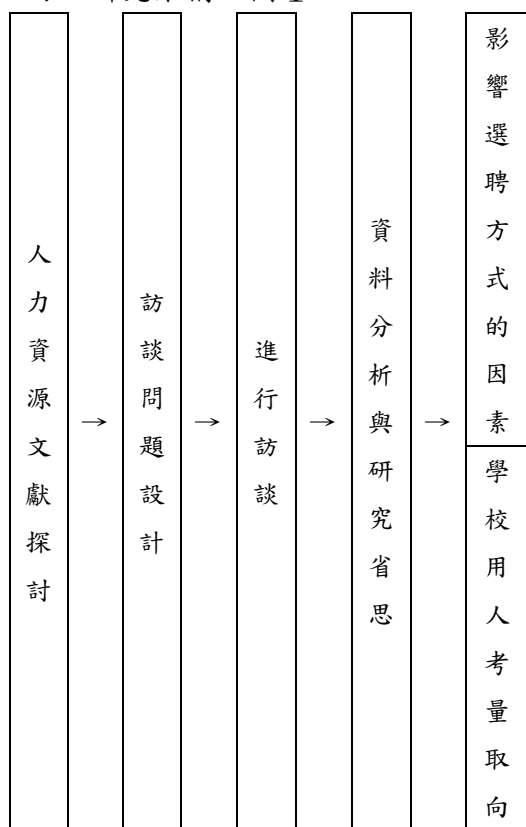 人力資源文獻探討
→
訪談問題設計
→
進行訪談
→
資料分析與研究省思
→
影響選聘方式的因素
學校用人考量取向